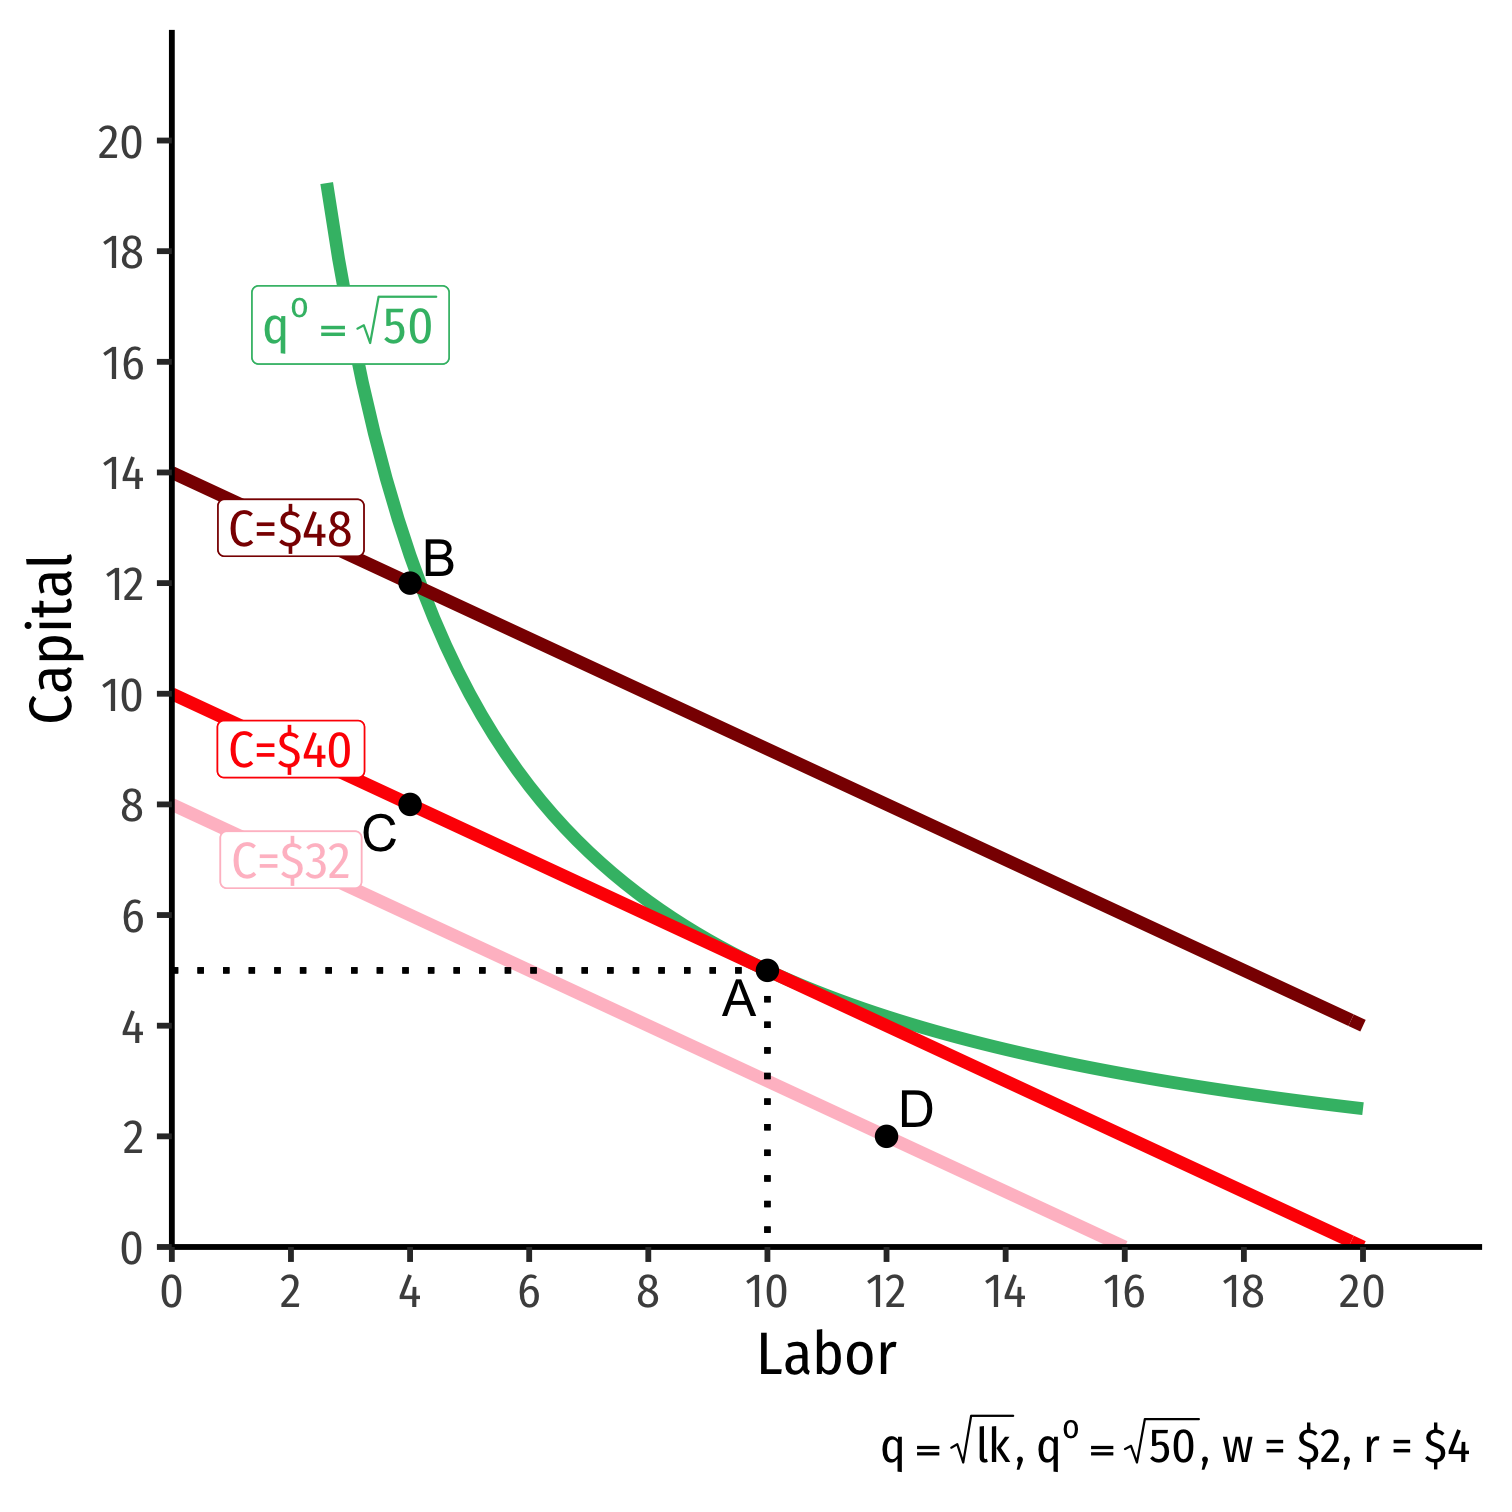 20
18
q° = √50
16
14
C=$48
B
12
10
C=$40
C
8
C=$32
6
A
4
D
2
0
0 2 4 6 8 10 12 14 16 18 20
Capital
Labor
q = √lk, q° = √50, w = $2, r = $4